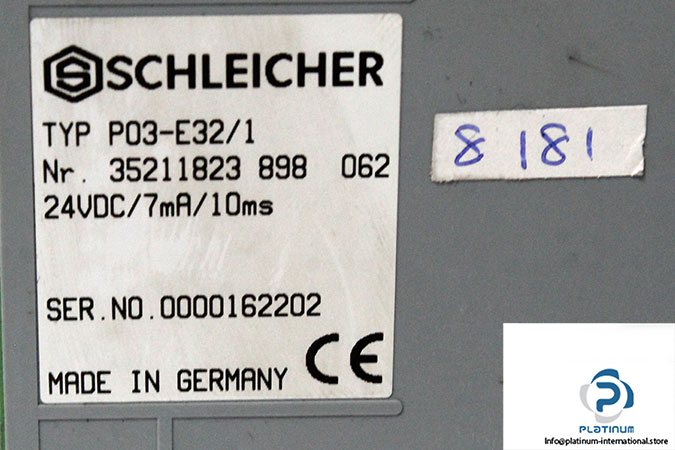 SCHLEICHER
TYP P03-E32/1
Nr. 35211823 898 062
24VDC/7mA/10ms
SER.NO.0000162202
MADE IN GERMANY CE
8 181
PLATINUM
Info@platinum-international.store